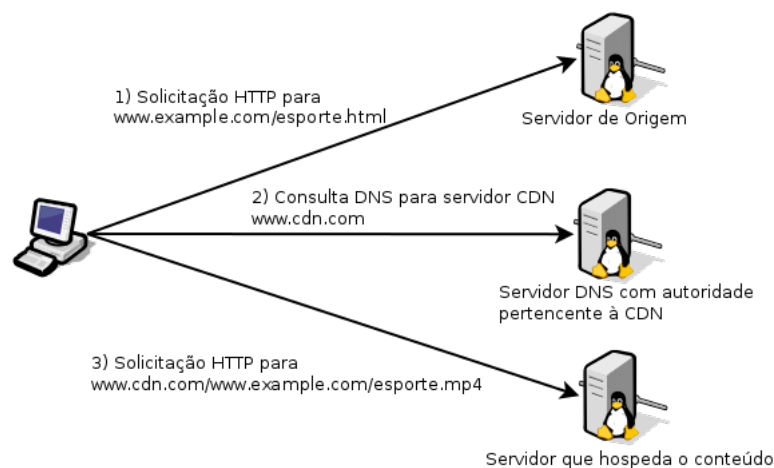 1) Solicitação HTTP para
www.example.com/esporte.html
Servidor de Origem
2) Consulta DNS para servidor CDN
www.cdn.com
Servidor DNS com autoridade
pertencente à CDN
3) Solicitação HTTP para
www.cdn.com/www.example.com/esporte.mp4
Servidor que hospeda o conteúdo